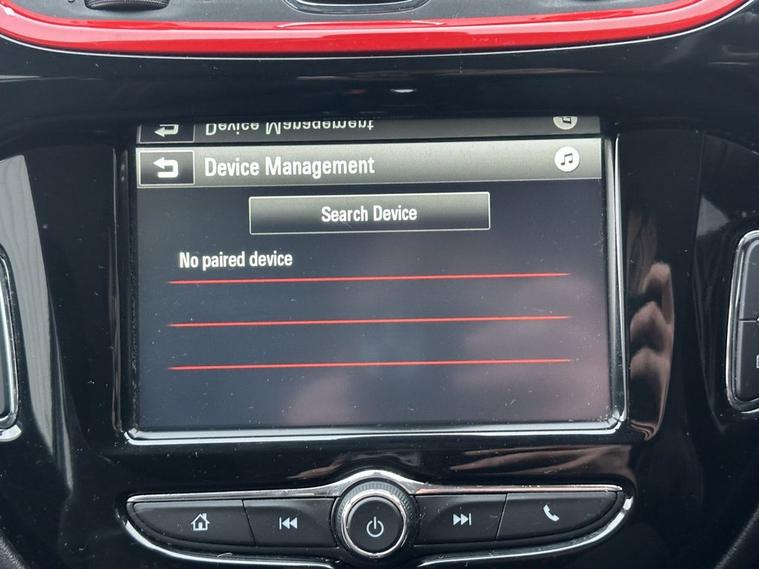 Device Management
Device Management
Search Device
No paired device